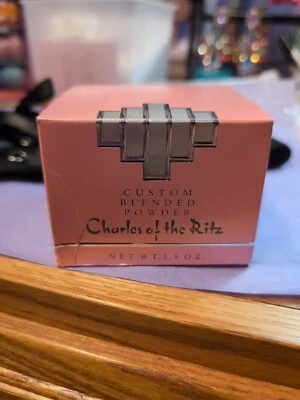 CUSTOM
BLENDED
POWDER
Charles of the Ritz
NET WT. 1.5 OZ.